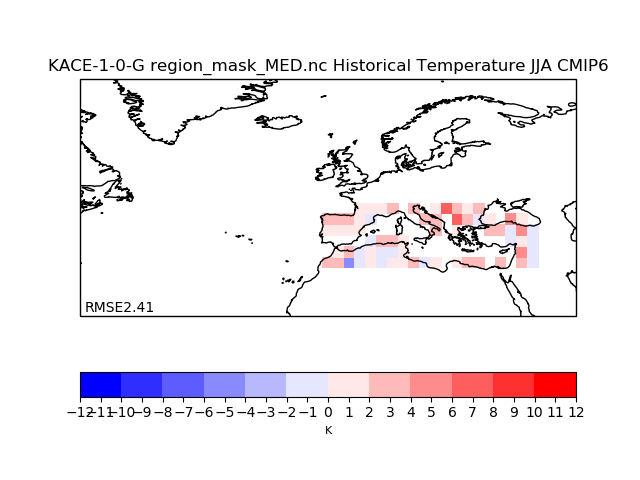 KACE-1-0-G region_mask_MED.nc Historical Temperature JJA CMIP6
RMSE2.41
−12−11−10−9 −8 −7 −6 −5 −4 −3 −2 −1 0 1 2 3 4 5 6 7 8 9 10 11 12
K